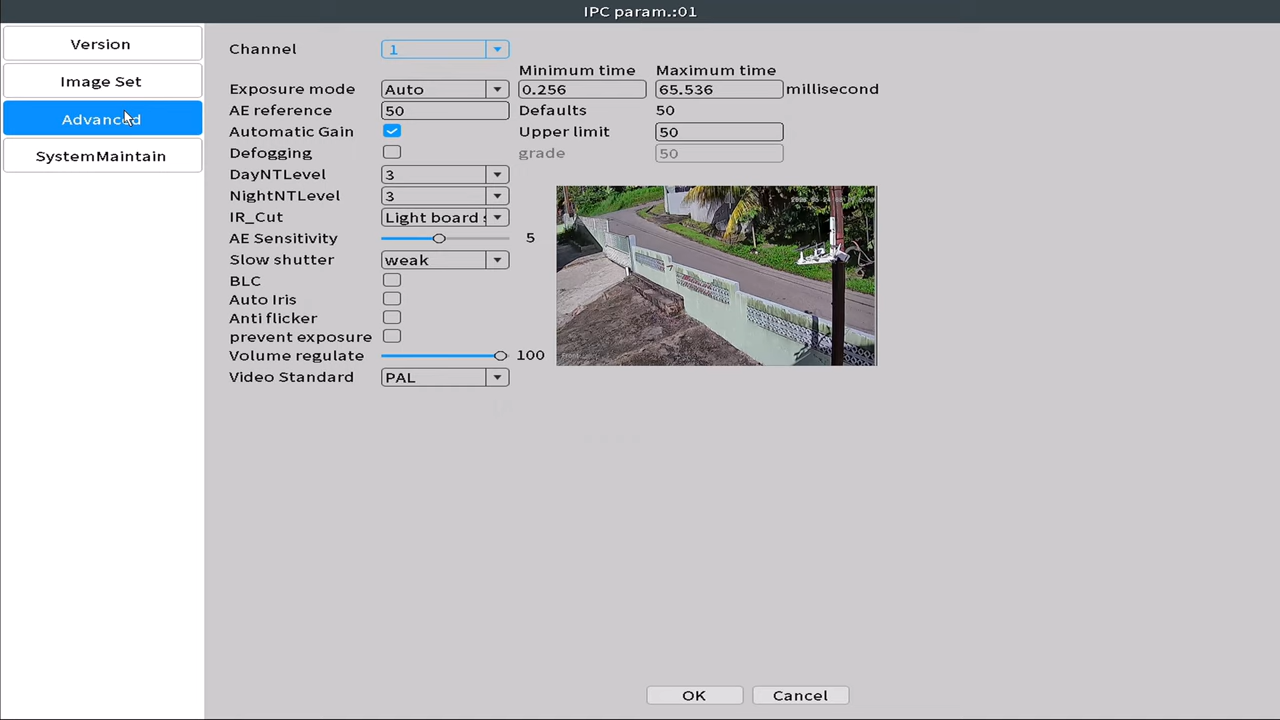 IPC param.:01
Version
Image Set
Advanced
SystemMaintain
Channel 1
Minimum time Maximum time
Exposure mode Auto 0.256 65.536 millisecond
AE reference 50 Defaults 50
Automatic Gain Upper limit 50
Defogging grade 50
DayNTLevel 3
NightNTLevel 3
IR_Cut Light board
AE Sensitivity 5
Slow shutter weak
BLC
Auto Iris
Anti flicker
prevent exposure
Volume regulate 100
Video Standard PAL
OK Cancel